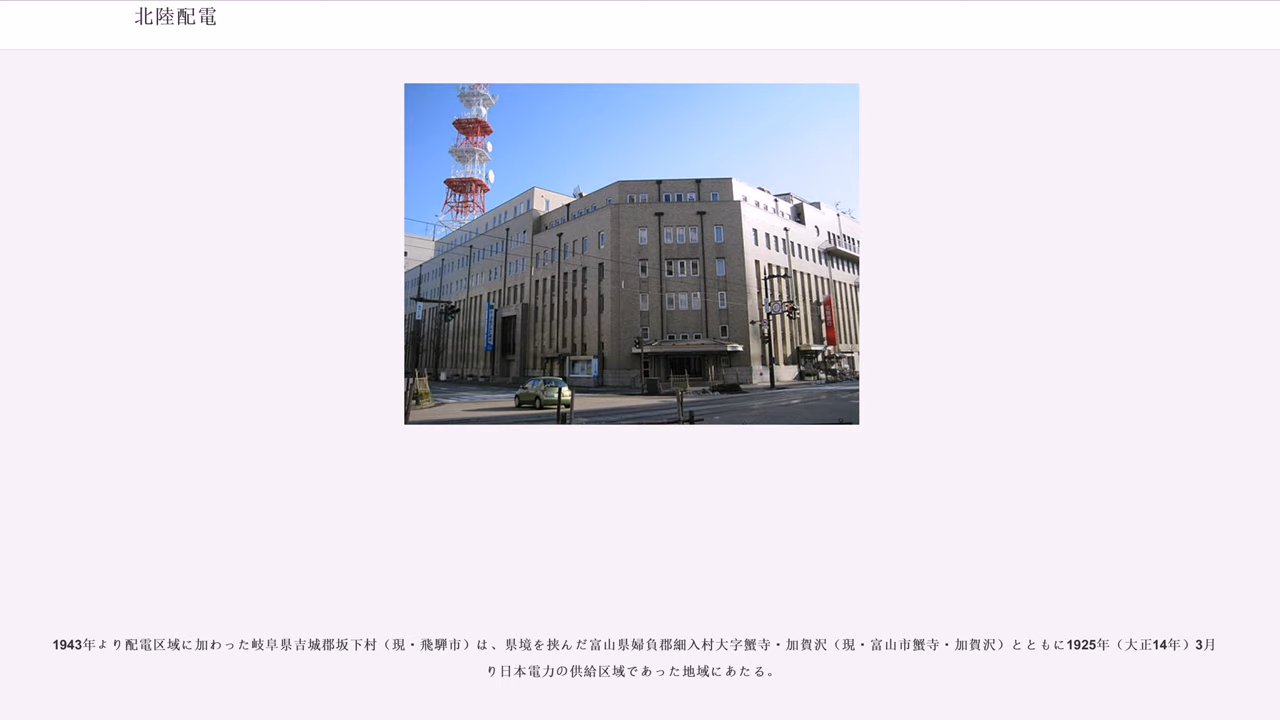 北陸配電
1943年より配電区域に加わった岐阜県吉城郡坂下村（現・飛騨市）は、県境を挟んだ富山県婦負郡細入村大字蟹寺・加賀沢（現・富山市蟹寺・加賀沢）とともに1925年（大正14年）3月
り日本電力の供給区域であった地域にあたる。